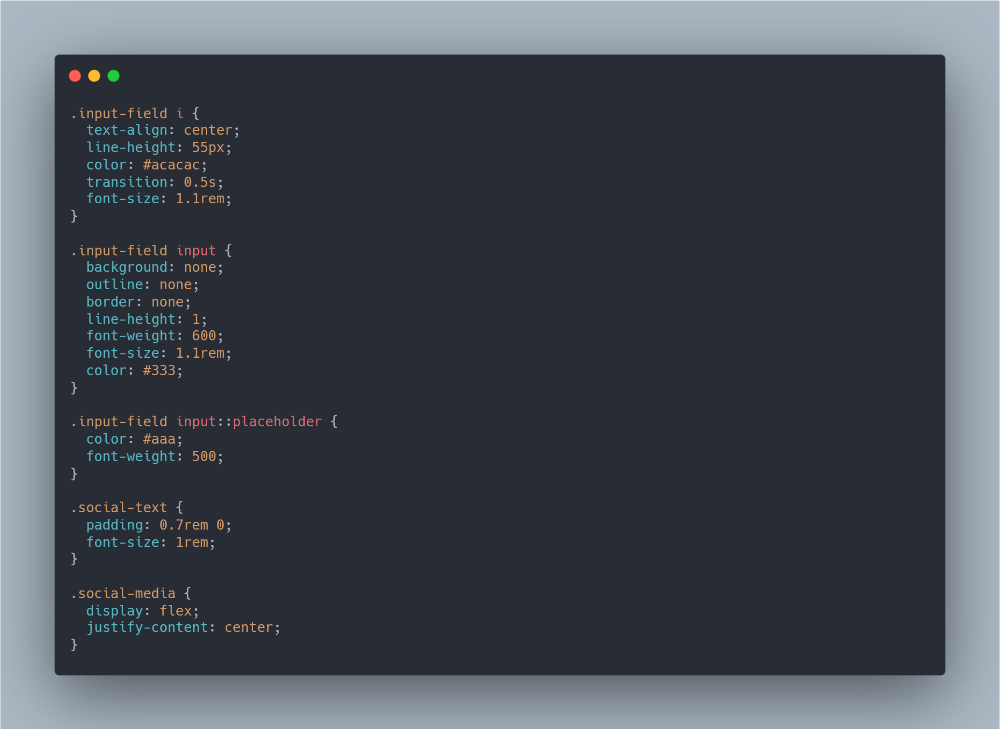 .input-field i {
  text-align: center;
  line-height: 55px;
  color: #acacac;
  transition: 0.5s;
  font-size: 1.1rem;
}

.input-field input {
  background: none;
  outline: none;
  border: none;
  line-height: 1;
  font-weight: 600;
  font-size: 1.1rem;
  color: #333;
}

.input-field input::placeholder {
  color: #aaa;
  font-weight: 500;
}

.social-text {
  padding: 0.7rem 0;
  font-size: 1rem;
}

.social-media {
  display: flex;
  justify-content: center;
}